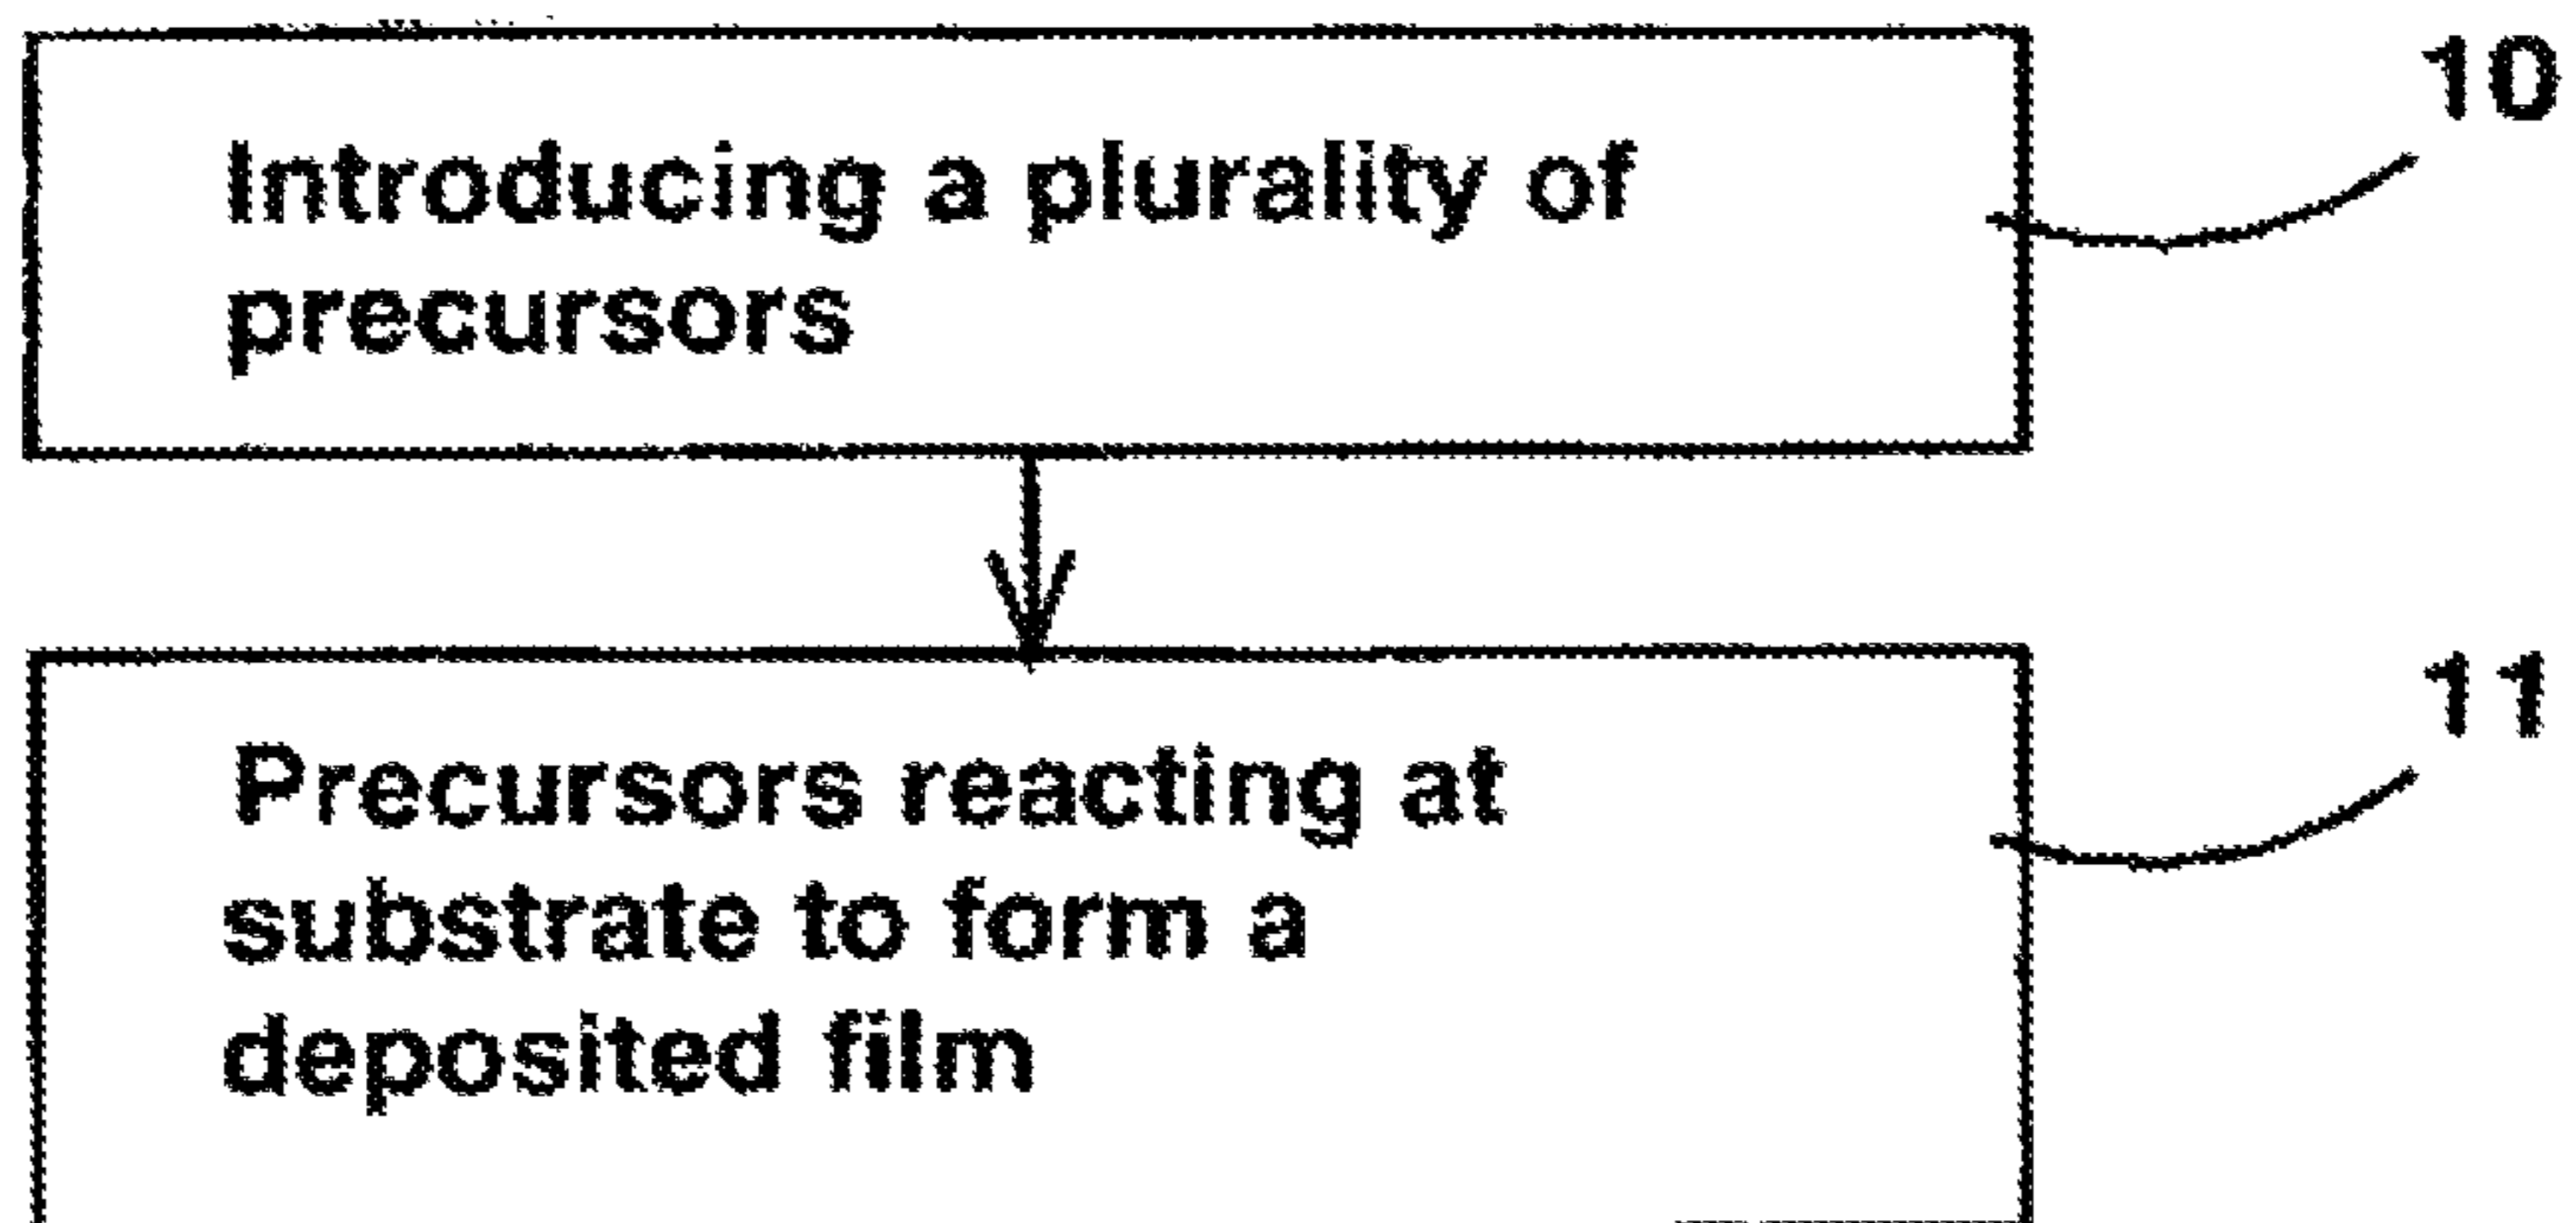 10
Introducing a plurality of
precursors
11
Precursors reacting at
substrate to form a
deposited film